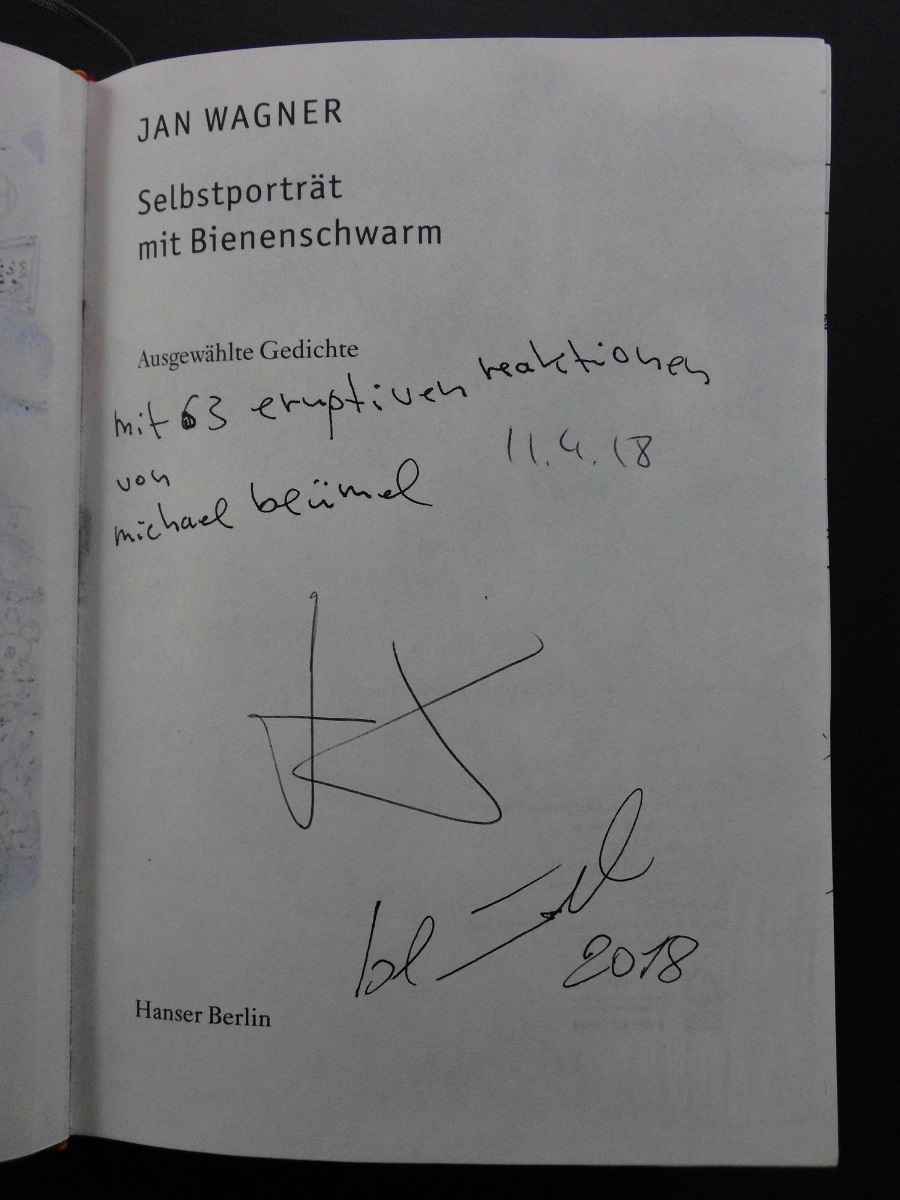 JAN WAGNER
Selbstporträt
mit Bienenschwarm
Ausgewählte Gedichte
mit 63 eruptiven reaktionen
von
michael blümel
11.4.18
2018
Hanser Berlin